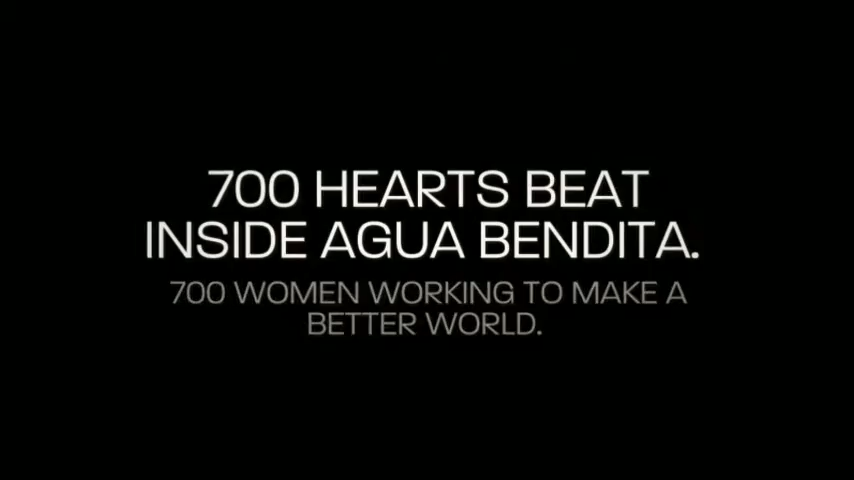 700 HEARTS BEAT
INSIDE AGUA BENDITA.
700 WOMEN WORKING TO MAKE A
BETTER WORLD.